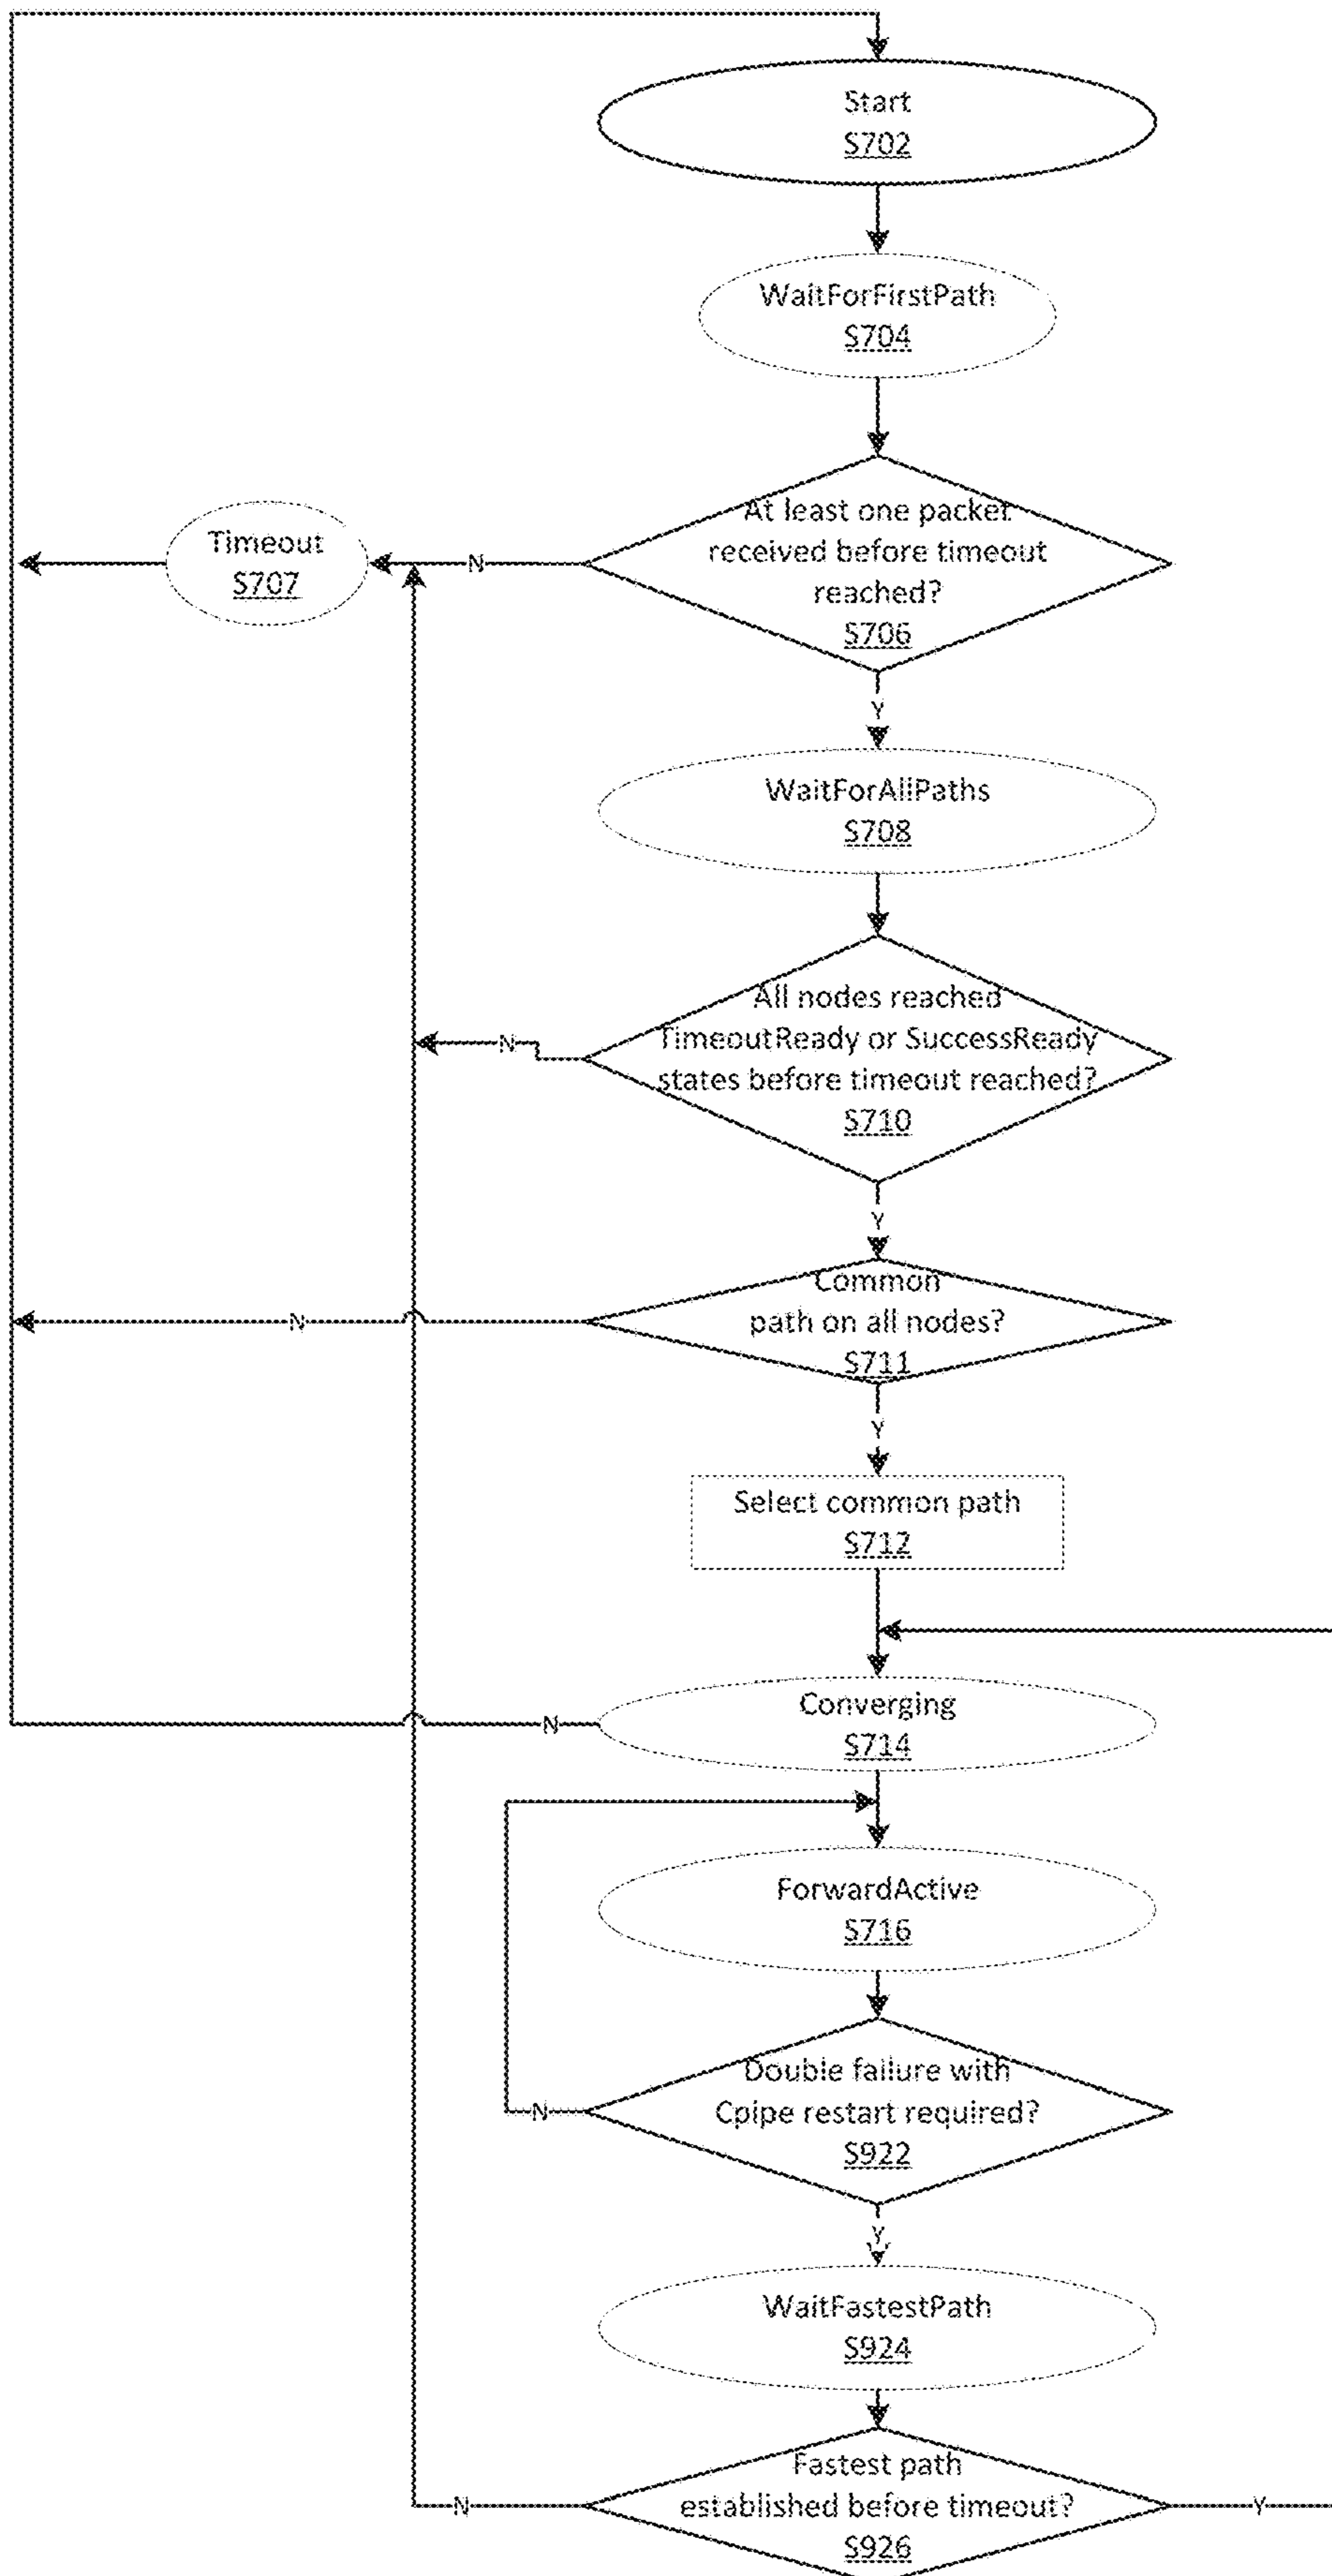 Start
S702
WaitForFirstPath
S704
At least one packet
received before timeout
reached?
S706
N
Timeout
S707
Y
WaitForAllPaths
S708
All nodes reached
TimeoutReady or SuccessReady
states before timeout reached?
S710
N
Y
Common
path on all nodes?
S711
N
Y
Select common path
S712
Converging
S714
N
ForwardActive
S716
Double failure with
Cpipe restart required?
S922
N
Y
WaitFastestPath
S924
Fastest path
established before timeout?
S926
N
Y